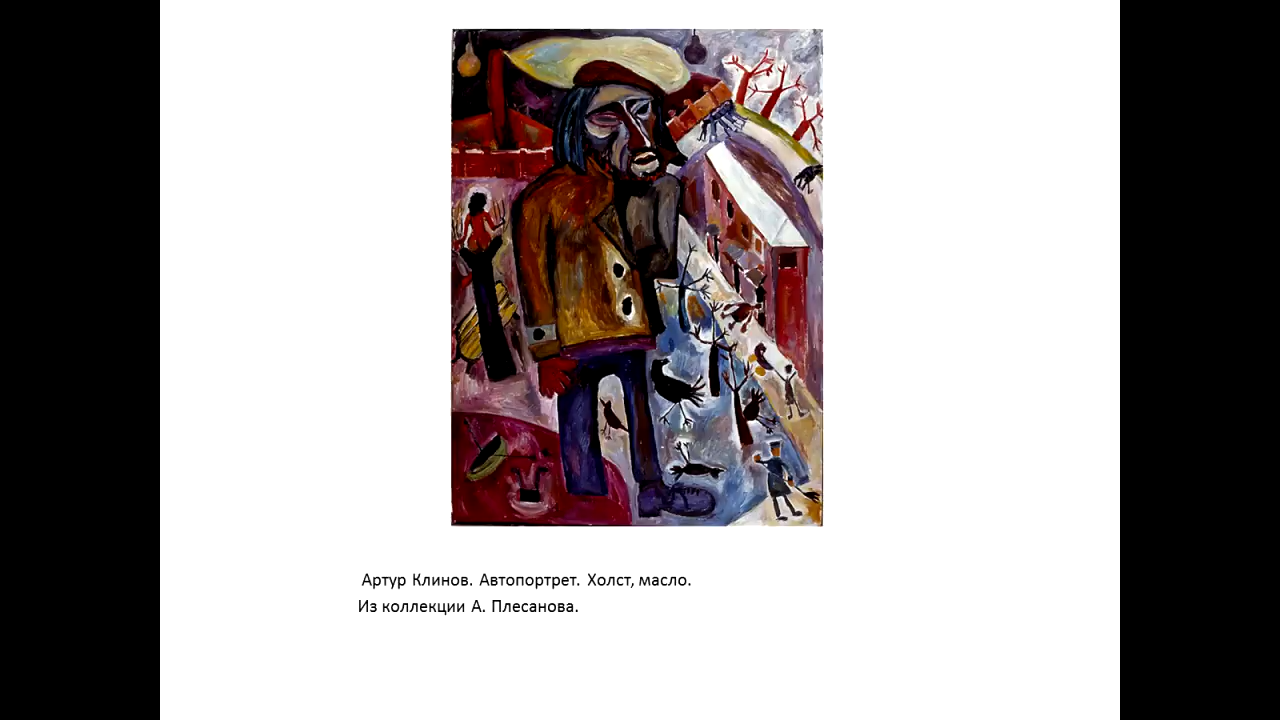 Артур Клинов. Автопортрет. Холст, масло.
Из коллекции А. Плесанова.